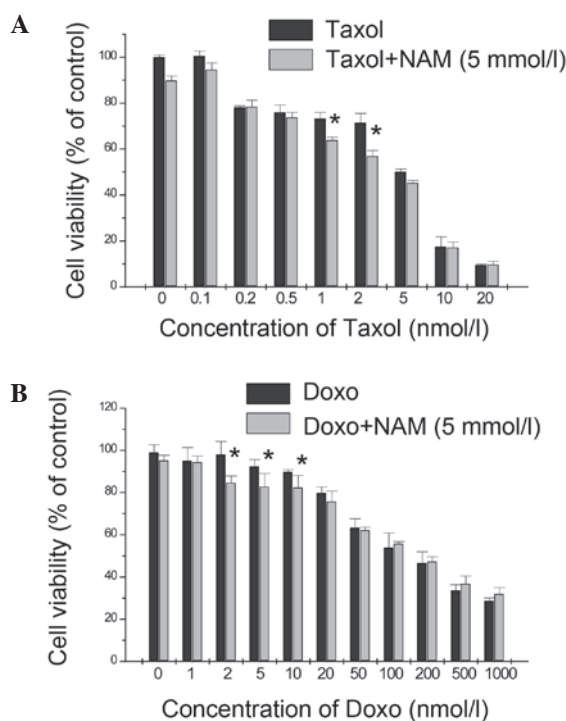 A
Taxol
Taxol+NAM (5 mmol/l)
Cell viability (% of control)
100
80
60
40
20
0
*
*
0 0.1 0.2 0.5 1 2 5 10 20
Concentration of Taxol (nmol/l)
B
Doxo
Doxo+NAM (5 mmol/l)
Cell viability (% of control)
120
100
80
60
40
20
0
* * *
0 1 2 5 10 20 50 100 200 500 1000
Concentration of Doxo (nmol/l)